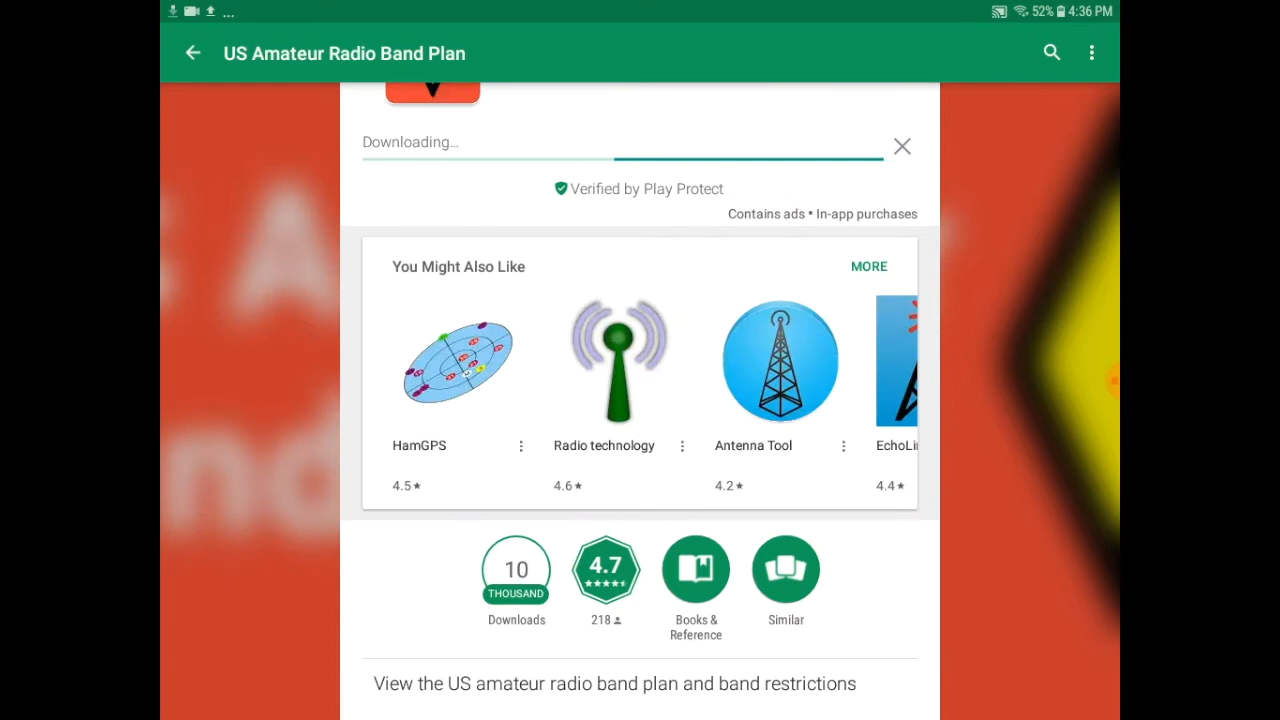 ... 52% 4:36 PM
US Amateur Radio Band Plan
Downloading...
Verified by Play Protect
Contains ads • In-app purchases
You Might Also Like MORE
HamGPS Radio technology Antenna Tool
4.5★ 4.6★ 4.2★ 4.4★
10 4.7
THOUSAND
Downloads 218 Books & Similar
Reference
View the US amateur radio band plan and band restrictions